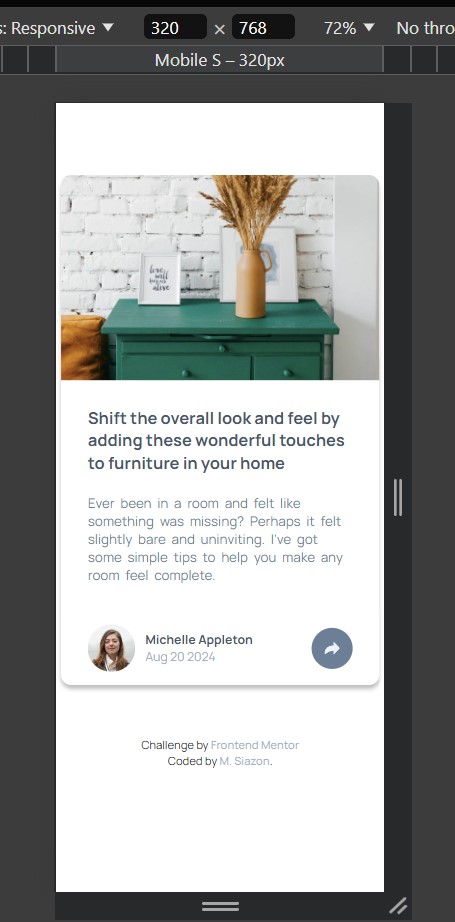 s: Responsive ▼ 320 × 768 72% ▼ No thro
Mobile S – 320px
love
will
alive
Shift the overall look and feel by
adding these wonderful touches
to furniture in your home
Ever been in a room and felt like
something was missing? Perhaps it felt
slightly bare and uninviting. I've got
some simple tips to help you make any
room feel complete.
Michelle Appleton
Aug 20 2024
Challenge by Frontend Mentor
Coded by M. Siazon.